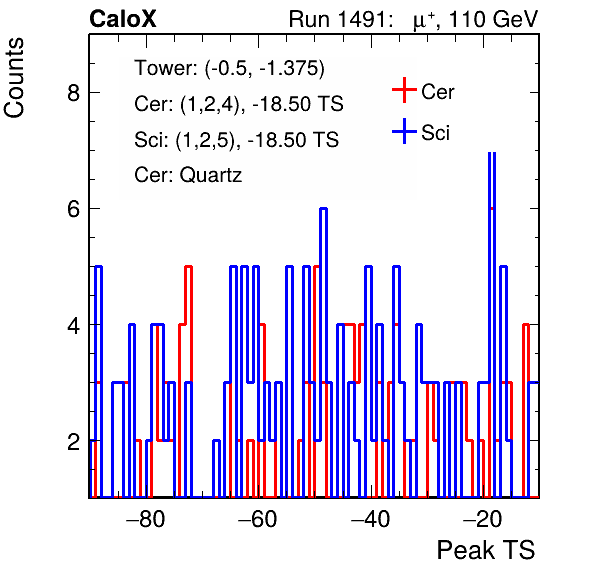 CaloX Run 1491: μ+, 110 GeV
Counts
Tower: (-0.5, -1.375)
Cer: (1,2,4), -18.50 TS
Sci: (1,2,5), -18.50 TS
Cer: Quartz
Cer
Sci
8
6
4
2
−80 −60 −40 −20
Peak TS